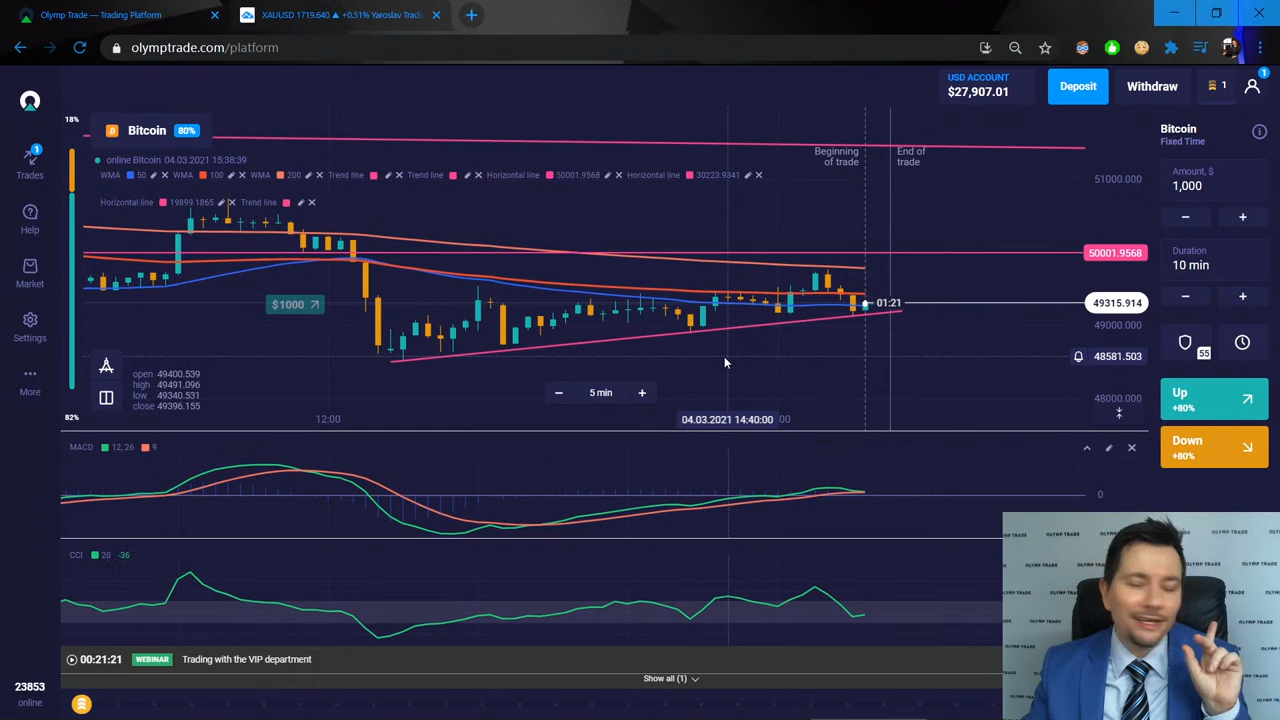 Olymp Trade — Trading Platform
XAUUSD 1719.640 ▲ +0.51% Yaroslav Tradi
olymptrade.com/platform
USD ACCOUNT
$27,907.01
Deposit
Withdraw
1
1
18%
Bitcoin 80%
online Bitcoin 04.03.2021 15:38:39
WMA 50 WMA 100 WMA 200 Trend line Trend line Horizontal line 50001.9568 Horizontal line 30223.9341
Horizontal line 19899.1865 Trend line
Beginning of trade
End of trade
51000.000
50001.9568
$1000
01:21
49315.914
49000.000
48581.503
48000.000
open 49400.539
high 49491.096
low 49340.531
close 49396.155
5 min
82%
12:00
04.03.2021 14:40:00
:00
MACD 12, 26 9
0
CCI 20 -36
00:21:21 WEBINAR Trading with the VIP department
Show all (1)
1
Trades
Help
Market
Settings
More
23853
online
Bitcoin
Fixed Time
Amount, $
1,000
Duration
10 min
55
Up
+80%
Down
+80%
OLYMP TRADE